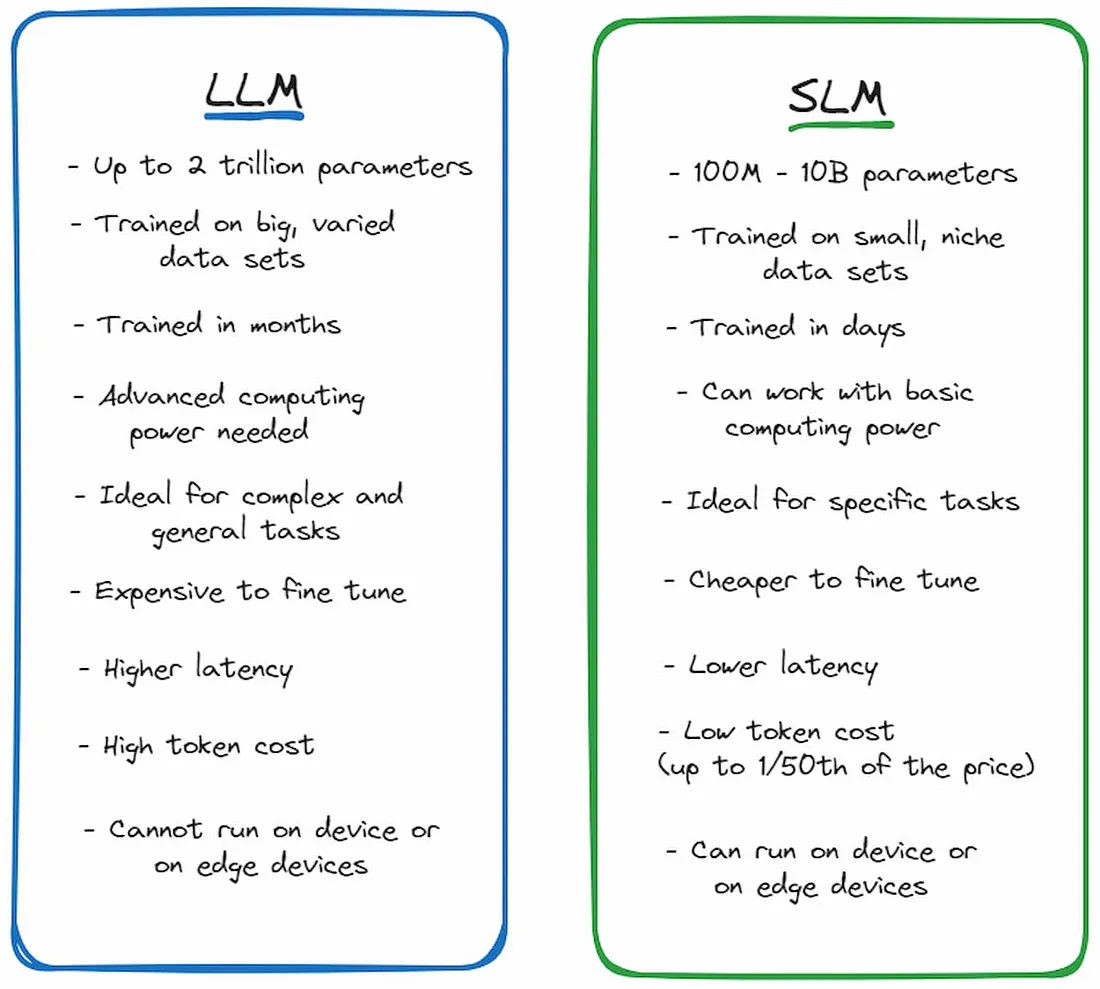 LLM
- Up to 2 trillion parameters
- Trained on big, varied
data sets
- Trained in months
- Advanced computing
power needed
- Ideal for complex and
general tasks
- Expensive to fine tune
- Higher latency
- High token cost
- Cannot run on device or
on edge devices
SLM
- 100M - 10B parameters
- Trained on small, niche
data sets
- Trained in days
- Can work with basic
computing power
- Ideal for specific tasks
- Cheaper to fine tune
- Lower latency
- Low token cost
(up to 1/50th of the price)
- Can run on device or
on edge devices